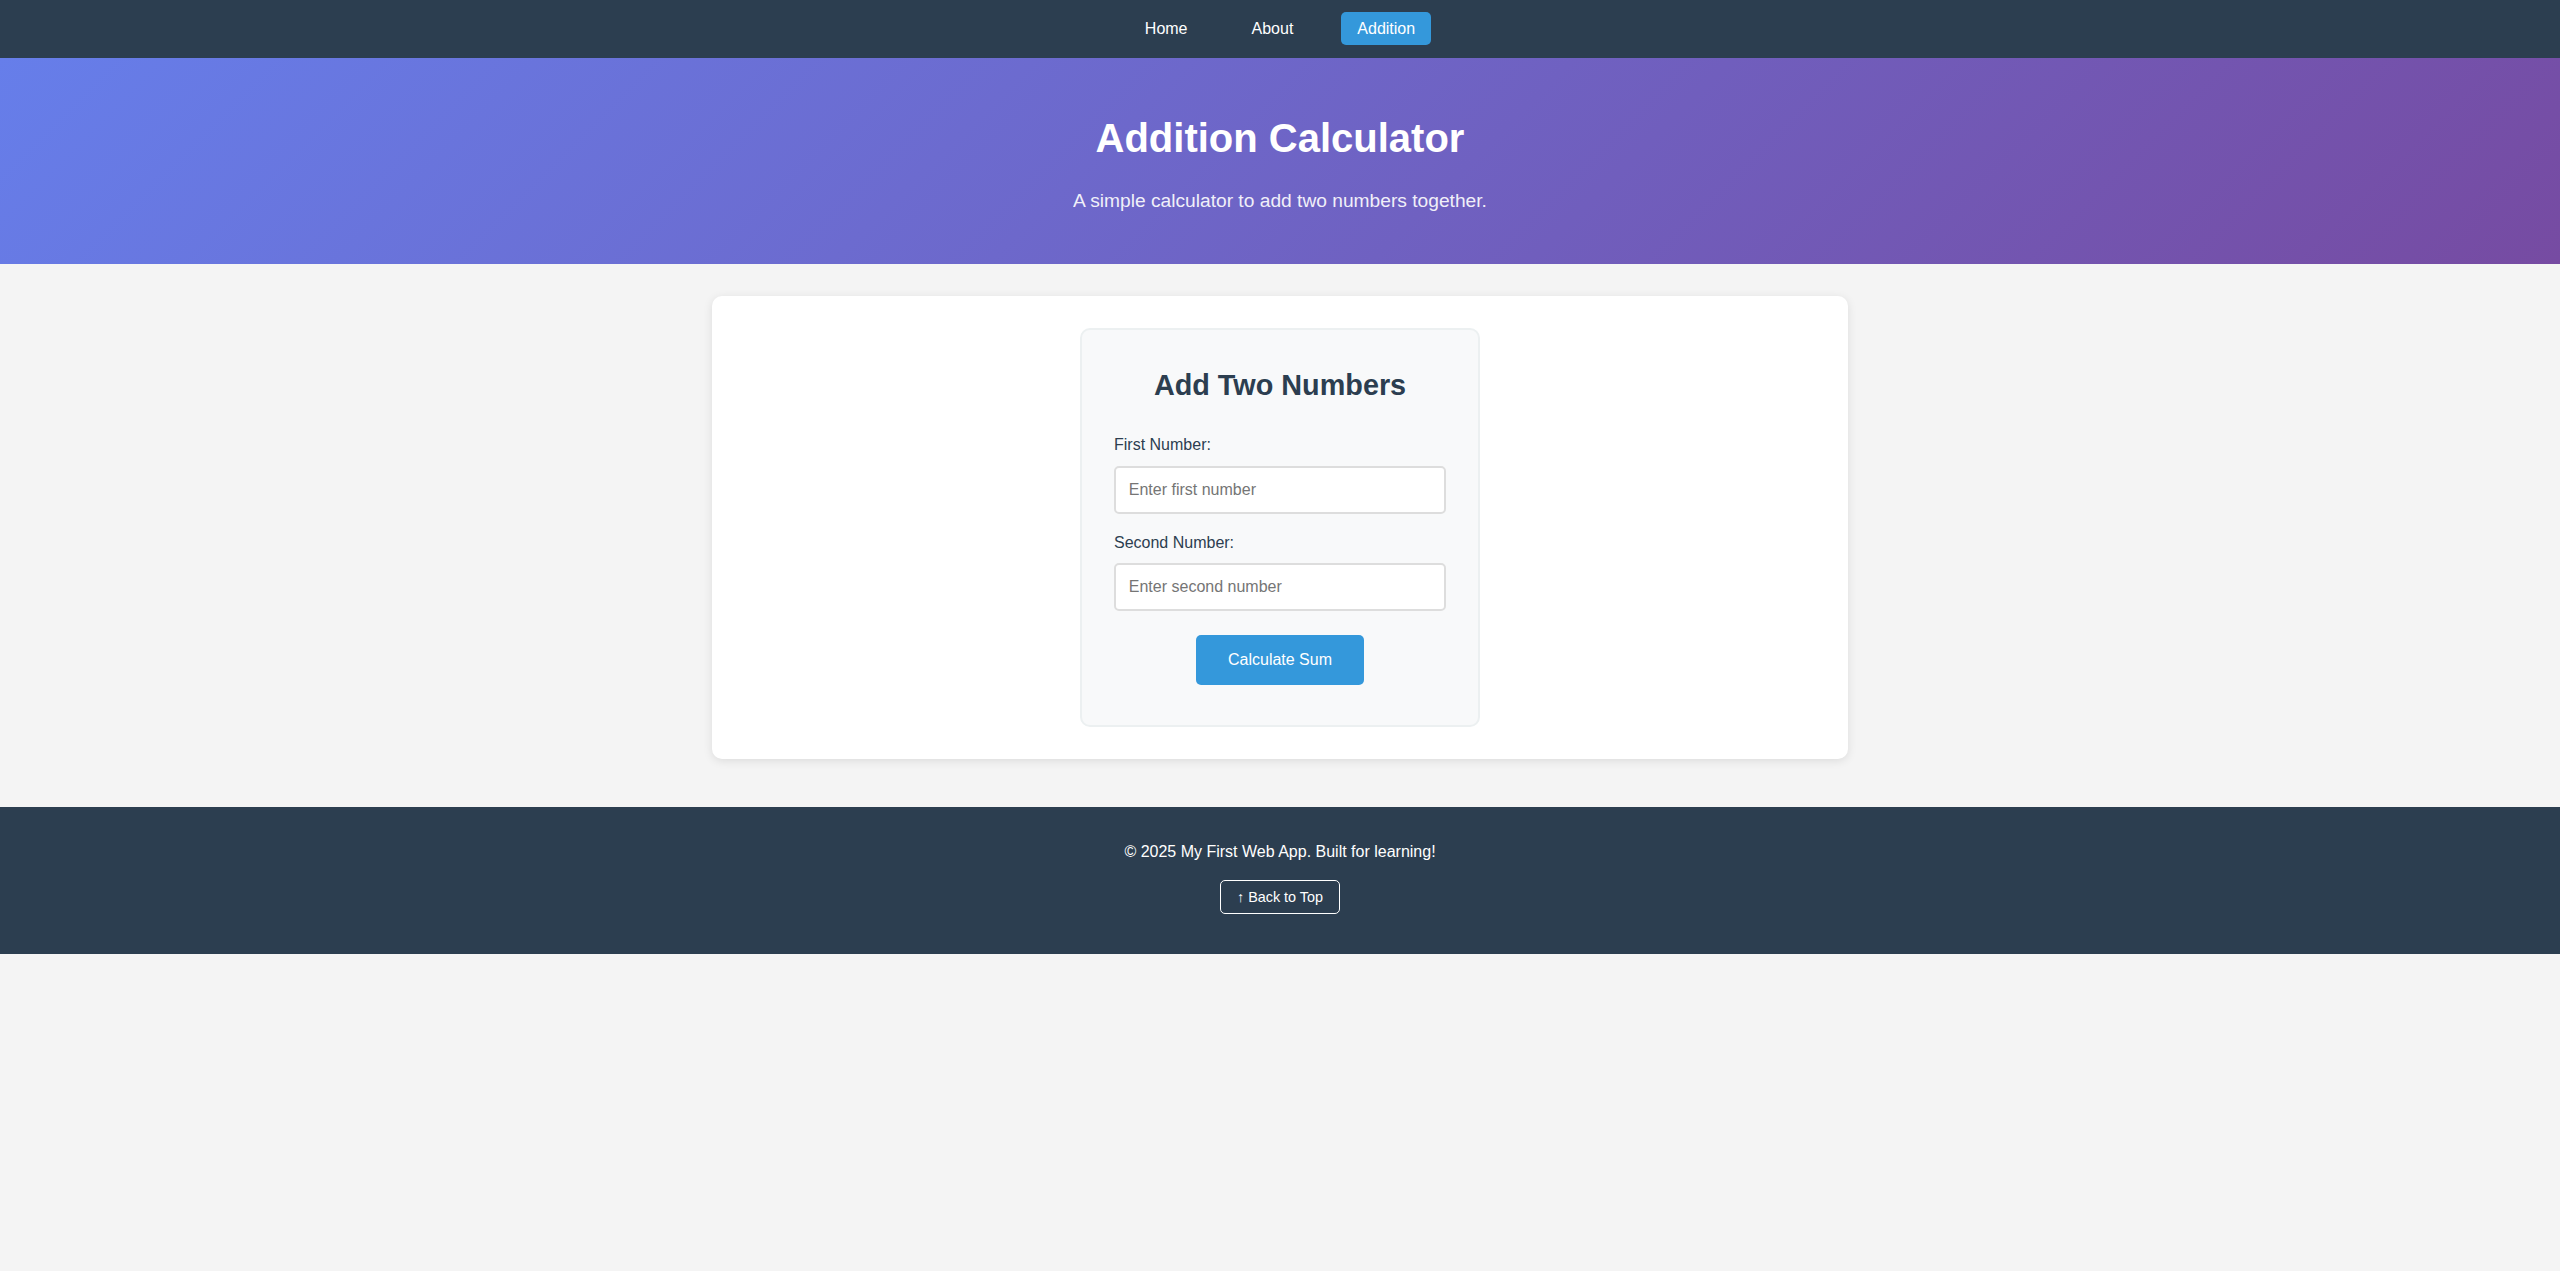 Home About Addition
Addition Calculator
A simple calculator to add two numbers together.
Add Two Numbers
First Number:
Enter first number
Second Number:
Enter second number
Calculate Sum
© 2025 My First Web App. Built for learning!
↑ Back to Top